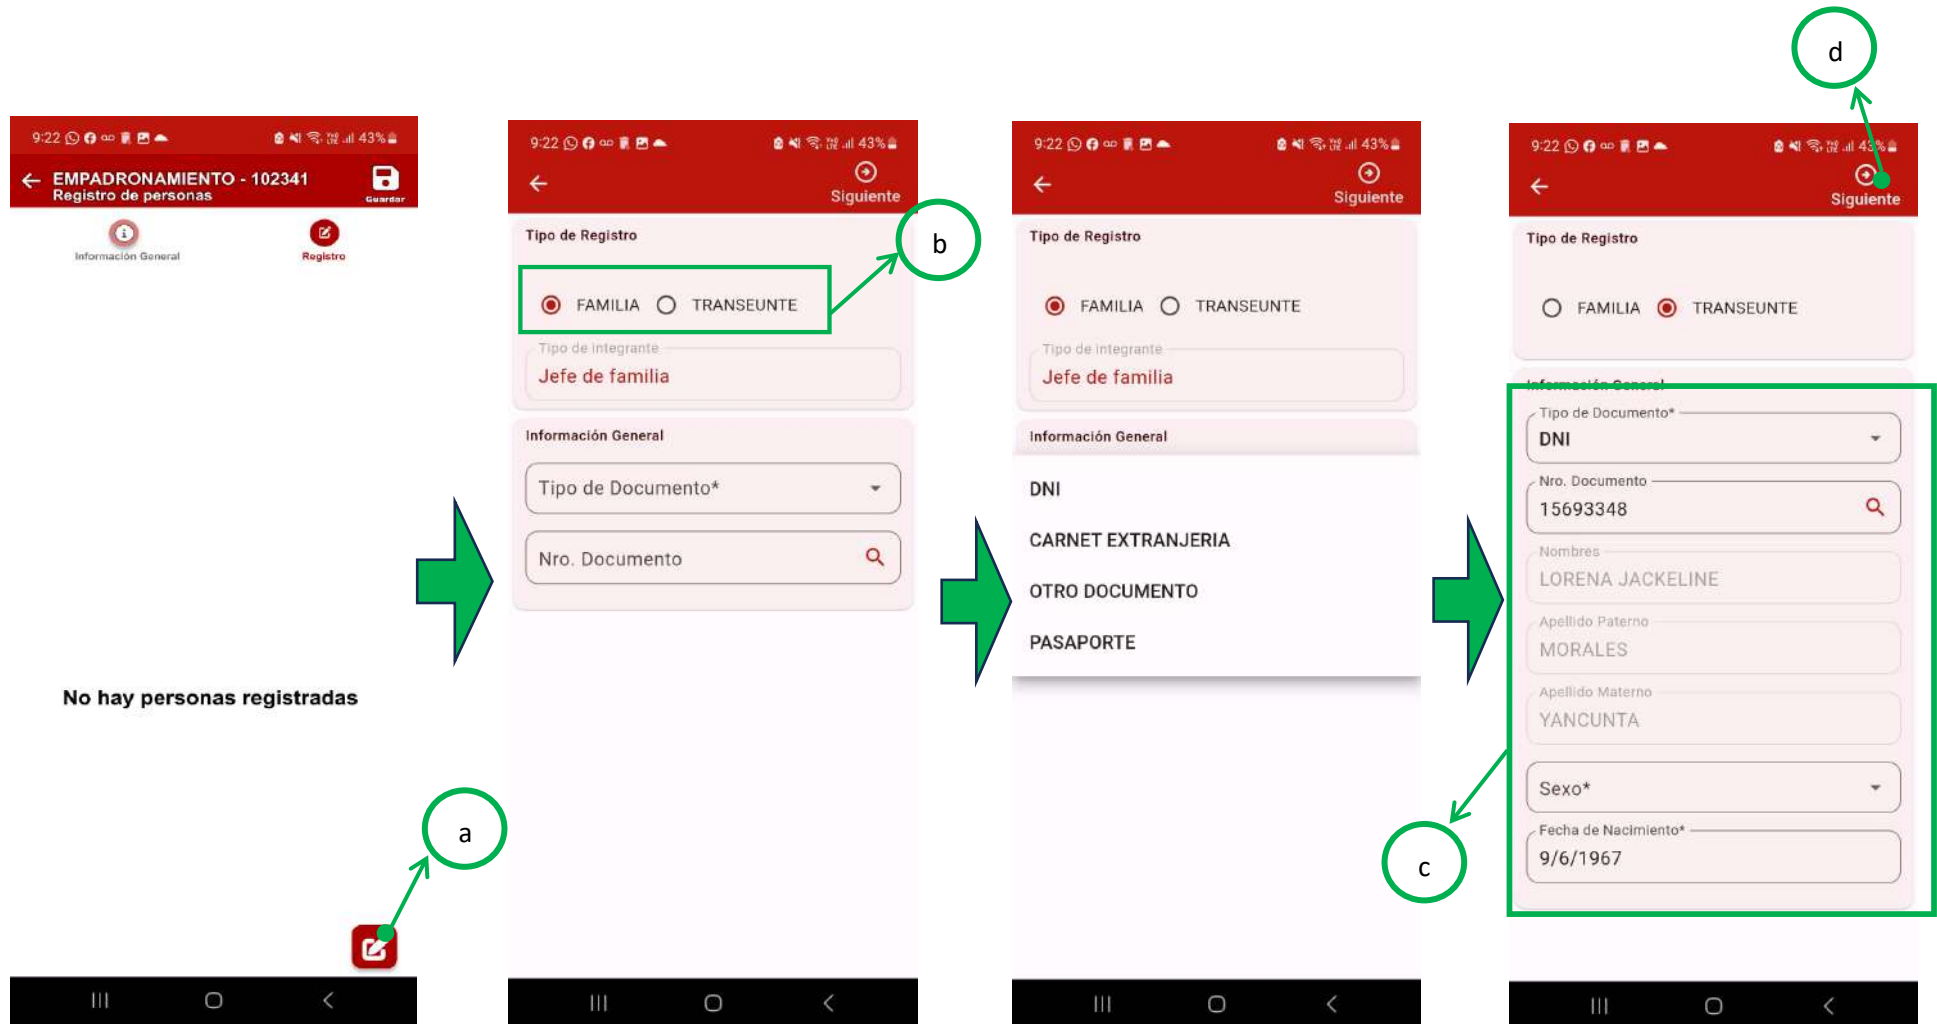 d
9:22
43%
EMPADRONAMIENTO - 102341
Registro de personas
Guardar
Información General
Registro
No hay personas registradas
a
9:22
43%
Siguiente
Tipo de Registro
FAMILIA
TRANSEUNTE
b
Tipo de integrante
Jefe de familia
Información General
Tipo de Documento*
Nro. Documento
9:22
43%
Siguiente
Tipo de Registro
FAMILIA
TRANSEUNTE
Tipo de integrante
Jefe de familia
Información General
DNI
CARNET EXTRANJERIA
OTRO DOCUMENTO
PASAPORTE
9:22
43%
Siguiente
Tipo de Registro
FAMILIA
TRANSEUNTE
Información General
Tipo de Documento*
DNI
Nro. Documento
15693348
Nombres
LORENA JACKELINE
Apellido Paterno
MORALES
Apellido Materno
YANCUNTA
Sexo*
Fecha de Nacimiento*
9/6/1967
c